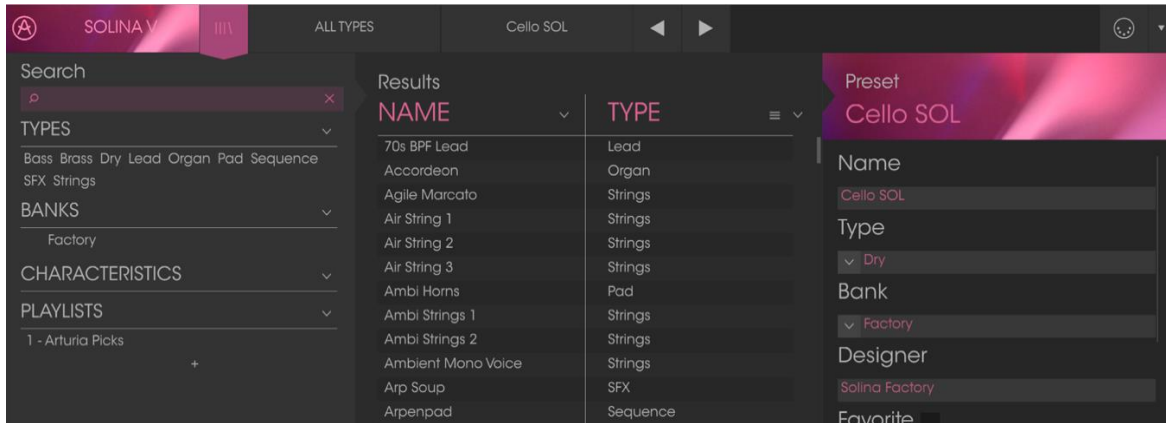 SOLINA V
ALL TYPES
Cello SOL
Search
TYPES
Bass Brass Dry Lead Organ Pad Sequence
SFX Strings
BANKS
Factory
CHARACTERISTICS
PLAYLISTS
1 - Arturia Picks
+
Results
NAME TYPE
70s BPF Lead Lead
Accordeon Organ
Agile Marcato Strings
Air String 1 Strings
Air String 2 Strings
Air String 3 Strings
Ambi Horns Pad
Ambi Strings 1 Strings
Ambi Strings 2 Strings
Ambient Mono Voice Strings
Arp Soup SFX
Arpenpad Sequence
Preset
Cello SOL
Name
Cello SOL
Type
Dry
Bank
Factory
Designer
Solina Factory
Favorite